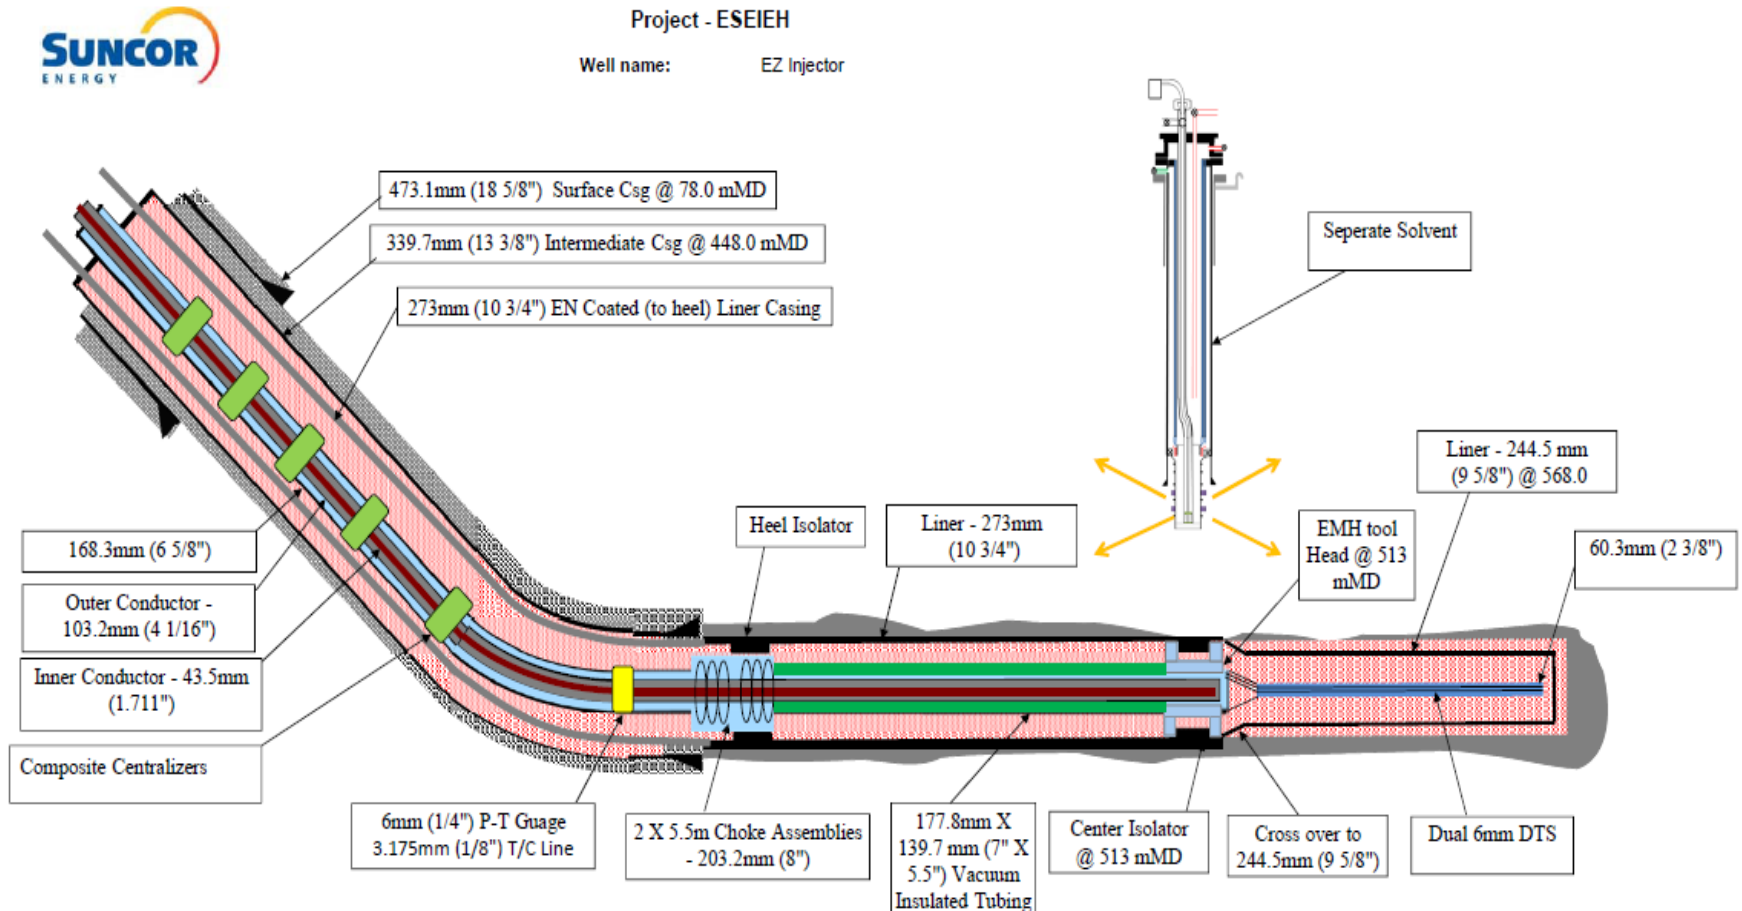 Project - ESEIEH
SUNCOR
ENERGY
Well name: EZ Injector
473.1mm (18 5/8") Surface Csg @ 78.0 mMD
339.7mm (13 3/8") Intermediate Csg @ 448.0 mMD
273mm (10 3/4") EN Coated (to heel) Liner Casing
Seperate Solvent
Liner - 244.5 mm
(9 5/8") @ 568.0
Heel Isolator
Liner - 273mm
(10 3/4")
EMH tool
Head @ 513
mMD
60.3mm (2 3/8")
168.3mm (6 5/8")
Outer Conductor -
103.2mm (4 1/16")
Inner Conductor - 43.5mm
(1.711")
Composite Centralizers
6mm (1/4") P-T Guage
3.175mm (1/8") T/C Line
2 X 5.5m Choke Assemblies
- 203.2mm (8")
177.8mm X
139.7 mm (7" X
5.5") Vacuum
Insulated Tubing
Center Isolator
@ 513 mMD
Cross over to
244.5mm (9 5/8")
Dual 6mm DTS